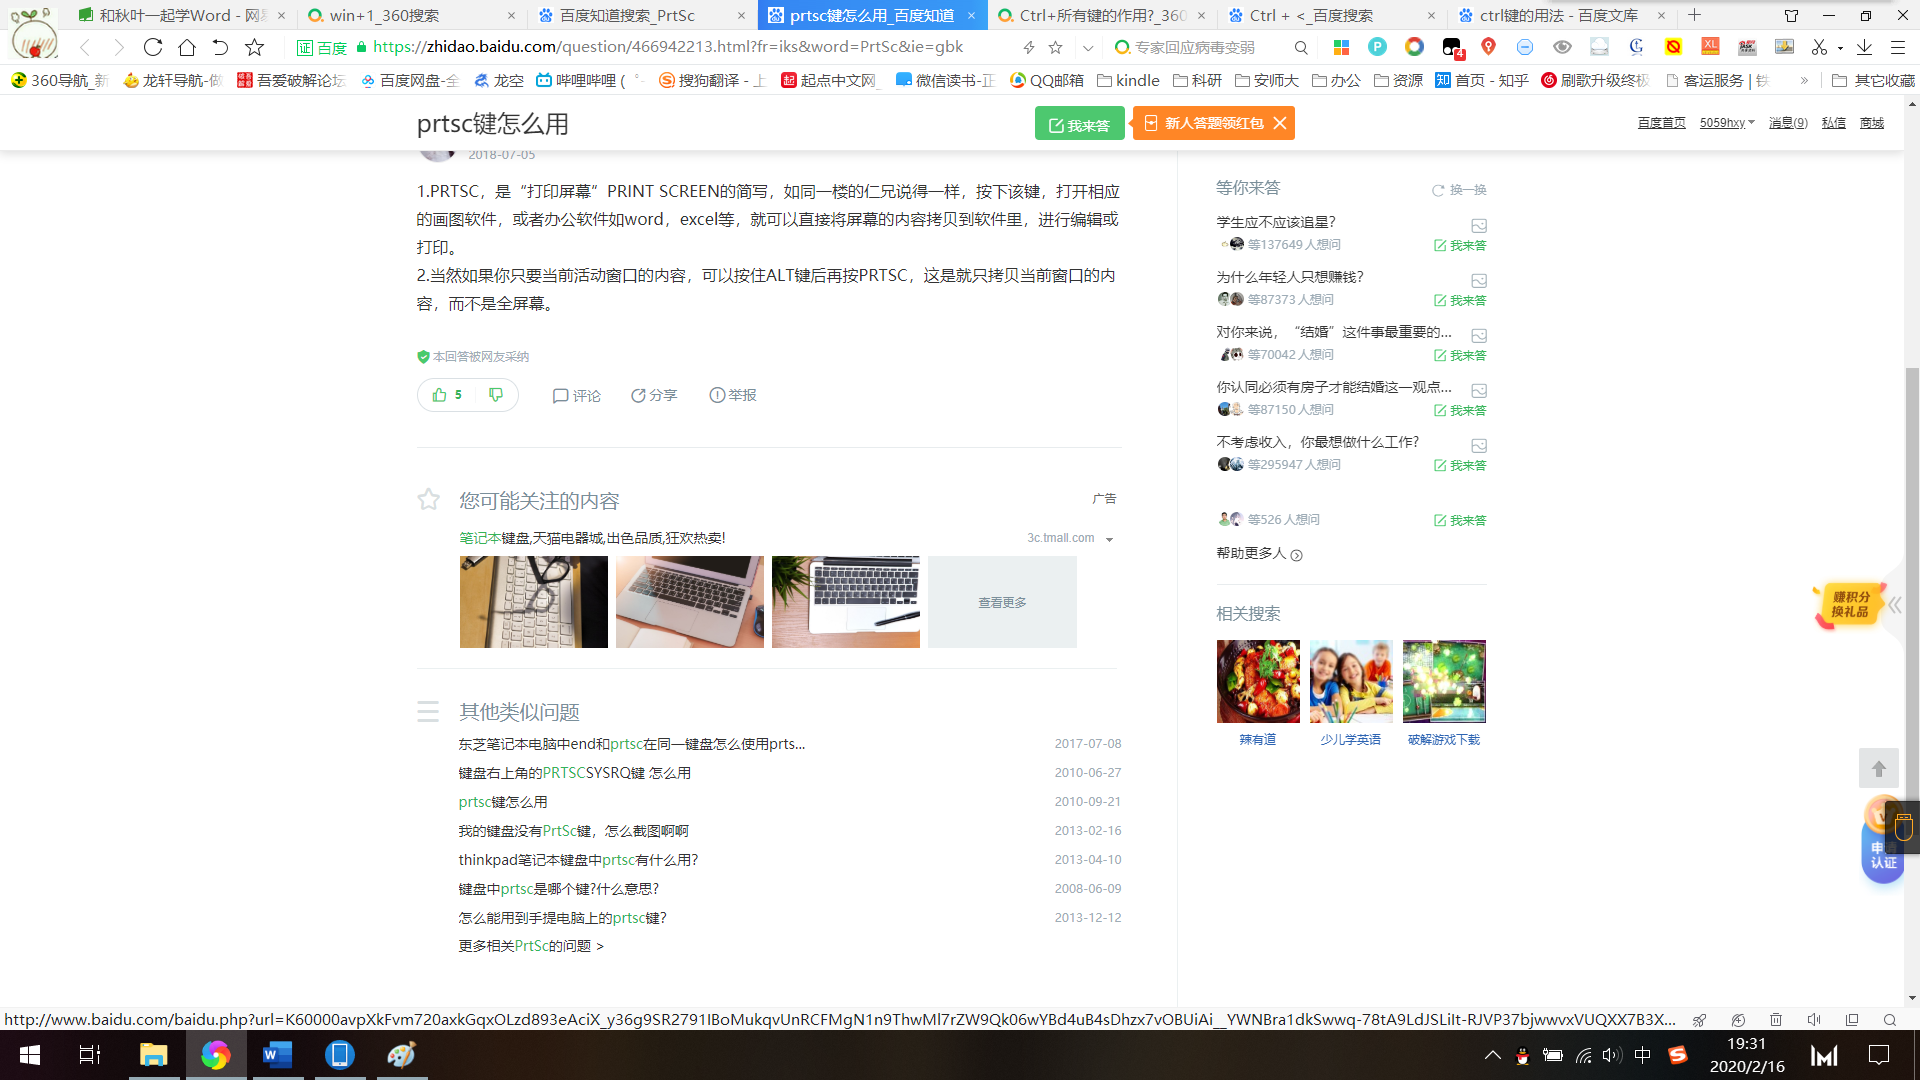 和秋叶一起学Word - 网易
win+1_360搜索
百度知道搜索_PrtSc
prtsc键怎么用_百度知道
Ctrl+所有键的作用?_360
Ctrl + <_百度搜索
ctrl键的用法 - 百度文库
证 百度
https://zhidao.baidu.com/question/466942213.html?fr=iks&word=PrtSc&ie=gbk
专家回应病毒变弱
360导航_新
龙轩导航-做
吾爱破解论坛
百度网盘-全
龙空
哔哩哔哩 ( ゜-
搜狗翻译 - 上
起点中文网_
微信读书-正
QQ邮箱
kindle
科研
安师大
办公
资源
首页 - 知乎
刷歌升级终极
客运服务 | 铁
其它收藏
prtsc键怎么用
我来答
新人答题领红包
百度首页
5059hxy
消息(9)
私信
商城
2018-07-05
1.PRTSC，是“打印屏幕”PRINT SCREEN的简写，如同一楼的仁兄说得一样，按下该键，打开相应
的画图软件，或者办公软件如word，excel等，就可以直接将屏幕的内容拷贝到软件里，进行编辑或
打印。
2.当然如果你只要当前活动窗口的内容，可以按住ALT键后再按PRTSC，这是就只拷贝当前窗口的内
容，而不是全屏幕。
本回答被网友采纳
5
评论
分享
举报
您可能关注的内容
广告
笔记本键盘,天猫电器城,出色品质,狂欢热卖!
3c.tmall.com
查看更多
其他类似问题
东芝笔记本电脑中end和prtsc在同一键盘怎么使用prts...
2017-07-08
键盘右上角的PRTSCSYSRQ键 怎么用
2010-06-27
prtsc键怎么用
2010-09-21
我的键盘没有PrtSc键，怎么截图啊啊
2013-02-16
thinkpad笔记本键盘中prtsc有什么用?
2013-04-10
键盘中prtsc是哪个键?什么意思?
2008-06-09
怎么能用到手提电脑上的prtsc键?
2013-12-12
更多相关PrtSc的问题 >
等你来答
换一换
学生应不应该追星?
等137649人想问
我来答
为什么年轻人只想赚钱?
等87373人想问
我来答
对你来说，“结婚”这件事最重要的...
等70042人想问
我来答
你认同必须有房子才能结婚这一观点...
等87150人想问
我来答
不考虑收入，你最想做什么工作?
等295947人想问
我来答
等526人想问
我来答
帮助更多人
相关搜索
辣有道
少儿学英语
破解游戏下载
赚积分
换礼品
申请
认证
http://www.baidu.com/baidu.php?url=K60000avpXkFvm720axkGqxOLzd893eAciX_y36g9SR2791lBoMukqvUnRCFMgN1n9ThwMl7rZW9Qk06wYBd4uB4sDhzx7vOBUiAi__YWNBra1dkSwwq-78tA9LdJSLiIt-RJVP37bjwwvxVUQXX7B3X...
中
19:31
2020/2/16